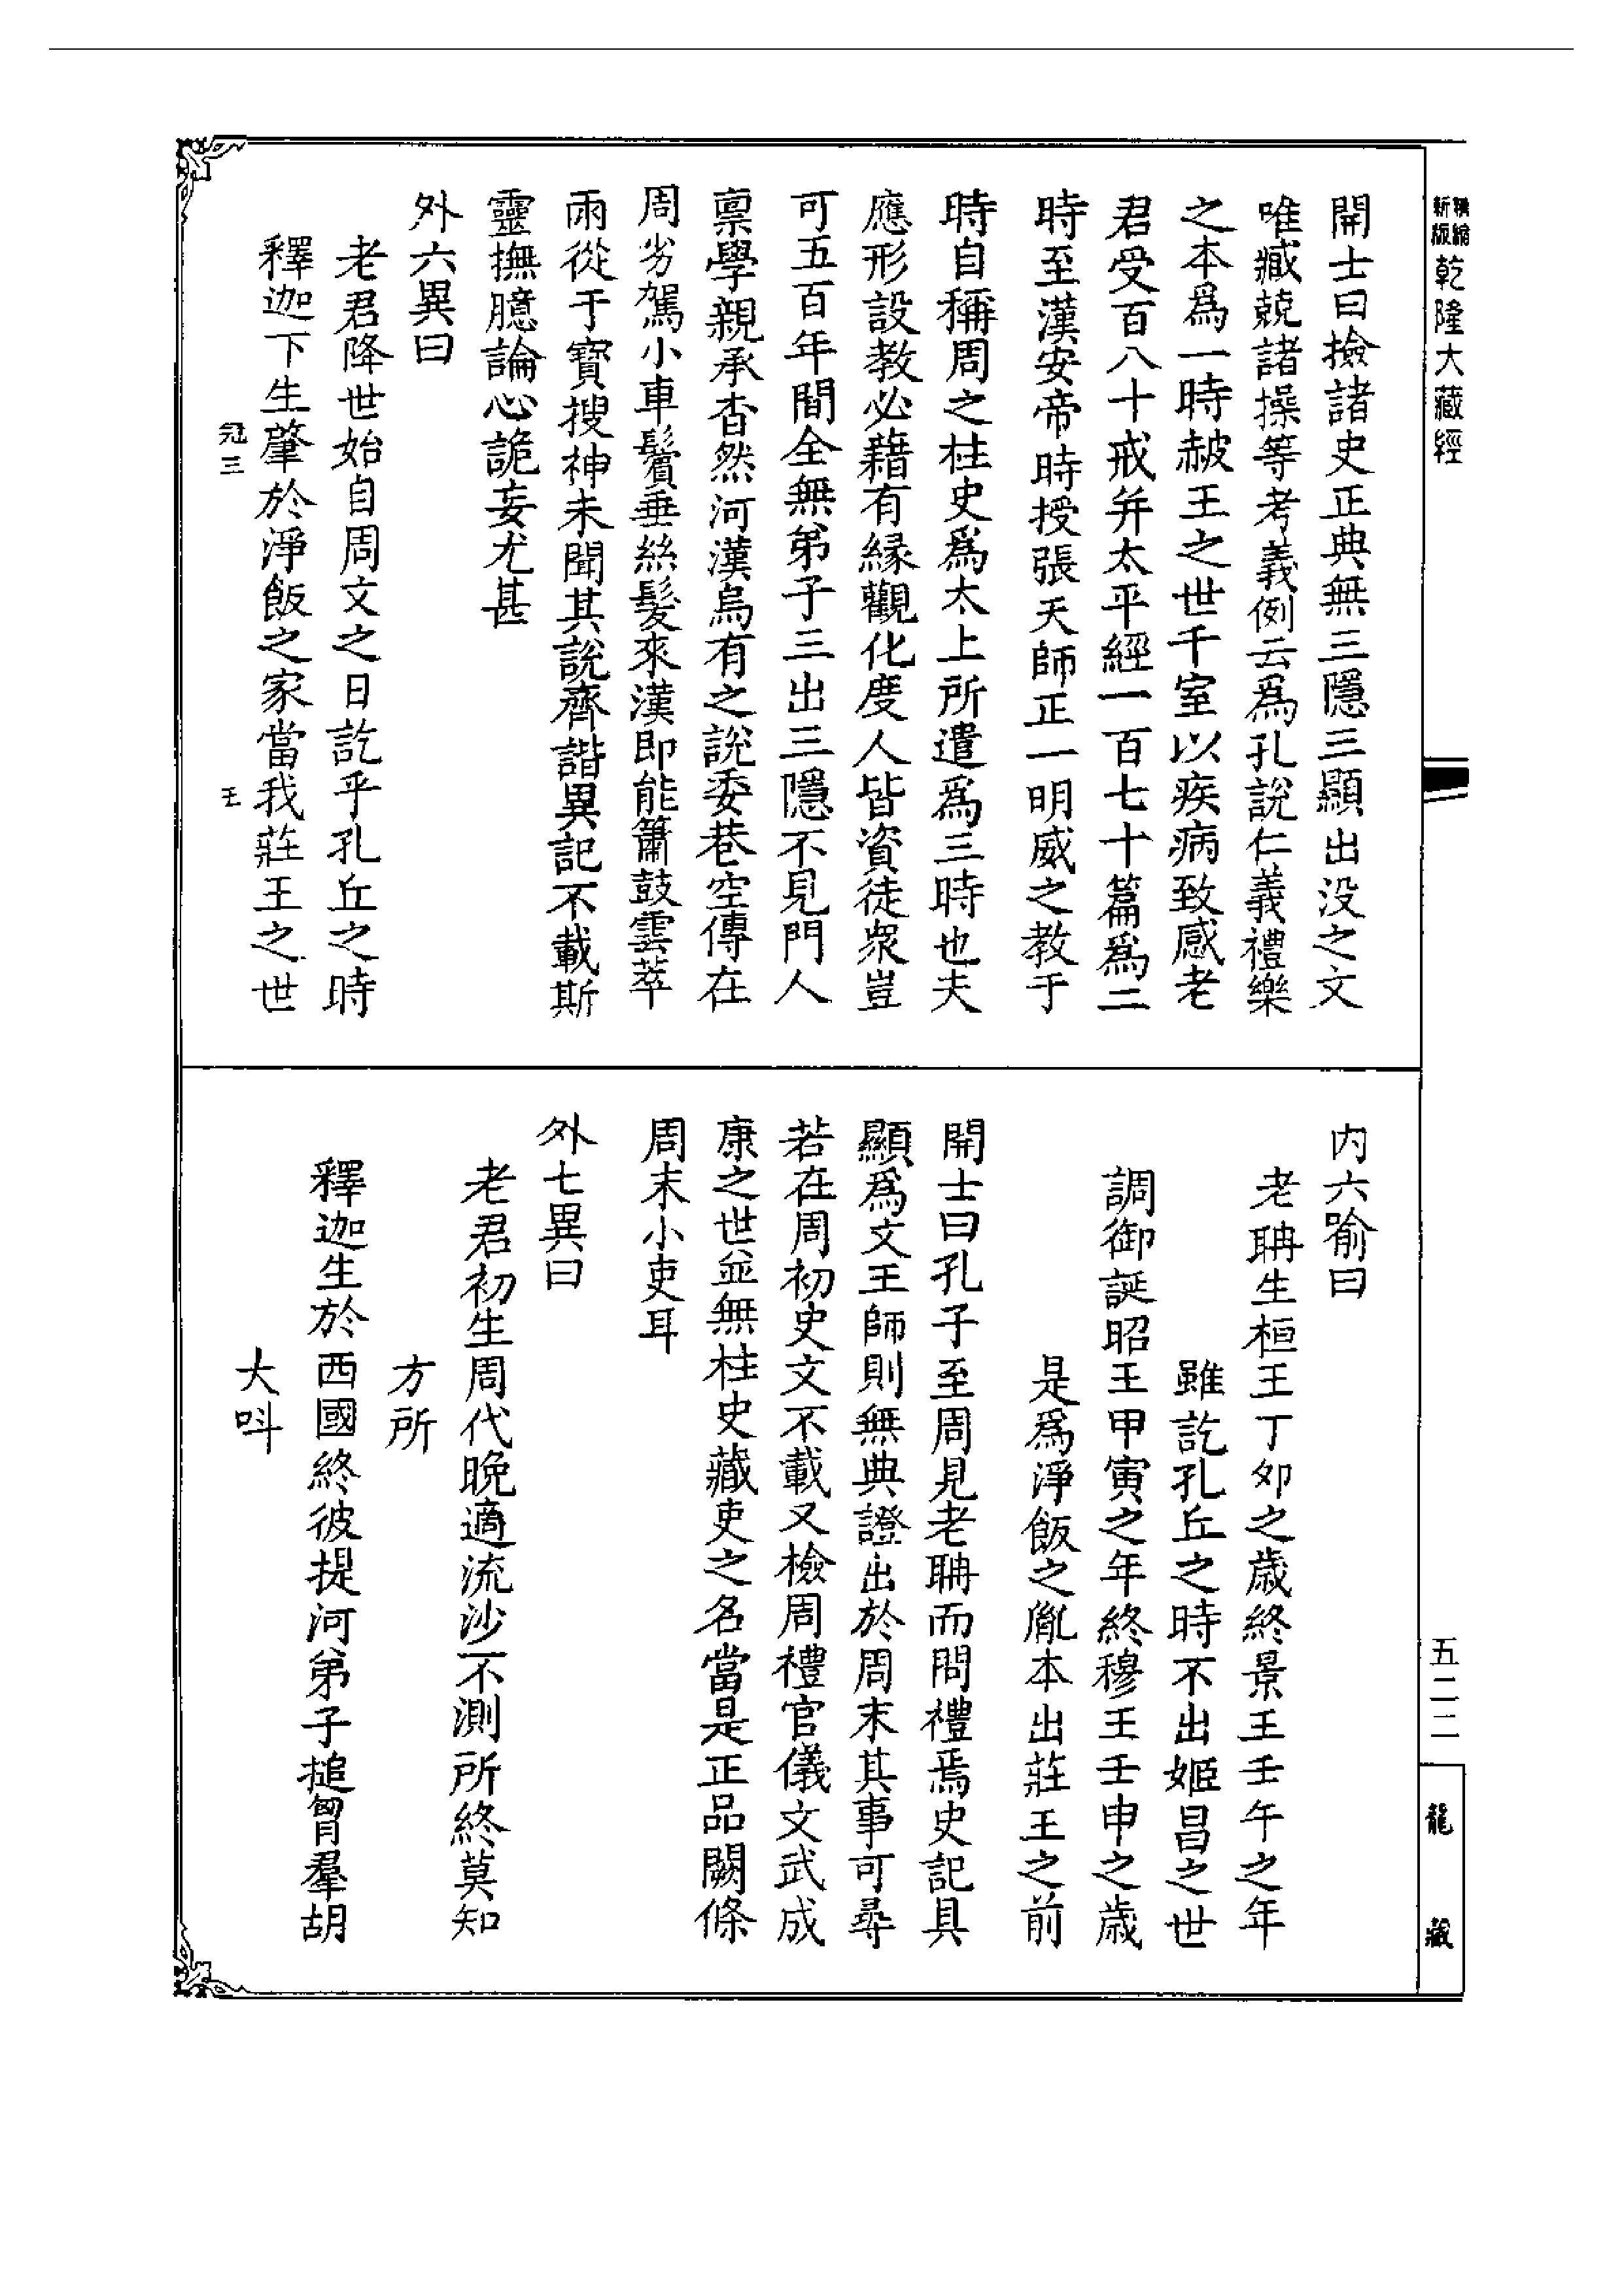 精縮新版乾隆大藏經
開士曰撿諸史正典無三隱三顯出没之文
唯臧兢諸操等考義例云爲孔說仁義禮樂
之本爲一時赧王之世千室以疾病致感老
君受百八十戒幷太平經一百七十篇爲二
時至漢安帝時授張天師正一明威之教于
時自稱周之柱史爲太上所遣爲三時也夫
應形設教必藉有縁觀化度人皆資徒衆豈
可五百年間全無弟子三出三隱不見門人
禀學親承杳然河漢烏有之說委巷空傳在
周劣駕小車鬢垂絲髮來漢即能簫鼓雲萃
雨從于寶搜神未聞其說齊諧異記不載斯
靈撫臆論心詭妄尤甚
外六異曰
老君降世始自周文之日訖乎孔丘之時
釋迦下生肇於淨飯之家當我莊王之世
冠三
王
内六喻曰
老聃生桓王丁夘之歲終景王壬午之年
雖訖孔丘之時不出姬昌之世
調御誕昭王甲寅之年終穆王壬申之歲
是爲淨飯之胤本出莊王之前
開士曰孔子至周見老聃而問禮焉史記具
顯爲文王師則無典證出於周末其事可尋
若在周初史文不載又檢周禮官儀文武成
康之世並無柱史藏吏之名當是正品闕條
周末小吏耳
外七異曰
老君初生周代晚適流沙不測所終莫知
方所
釋迦生於西國終彼提河弟子搥胷羣胡
大呌
五二二
龍藏